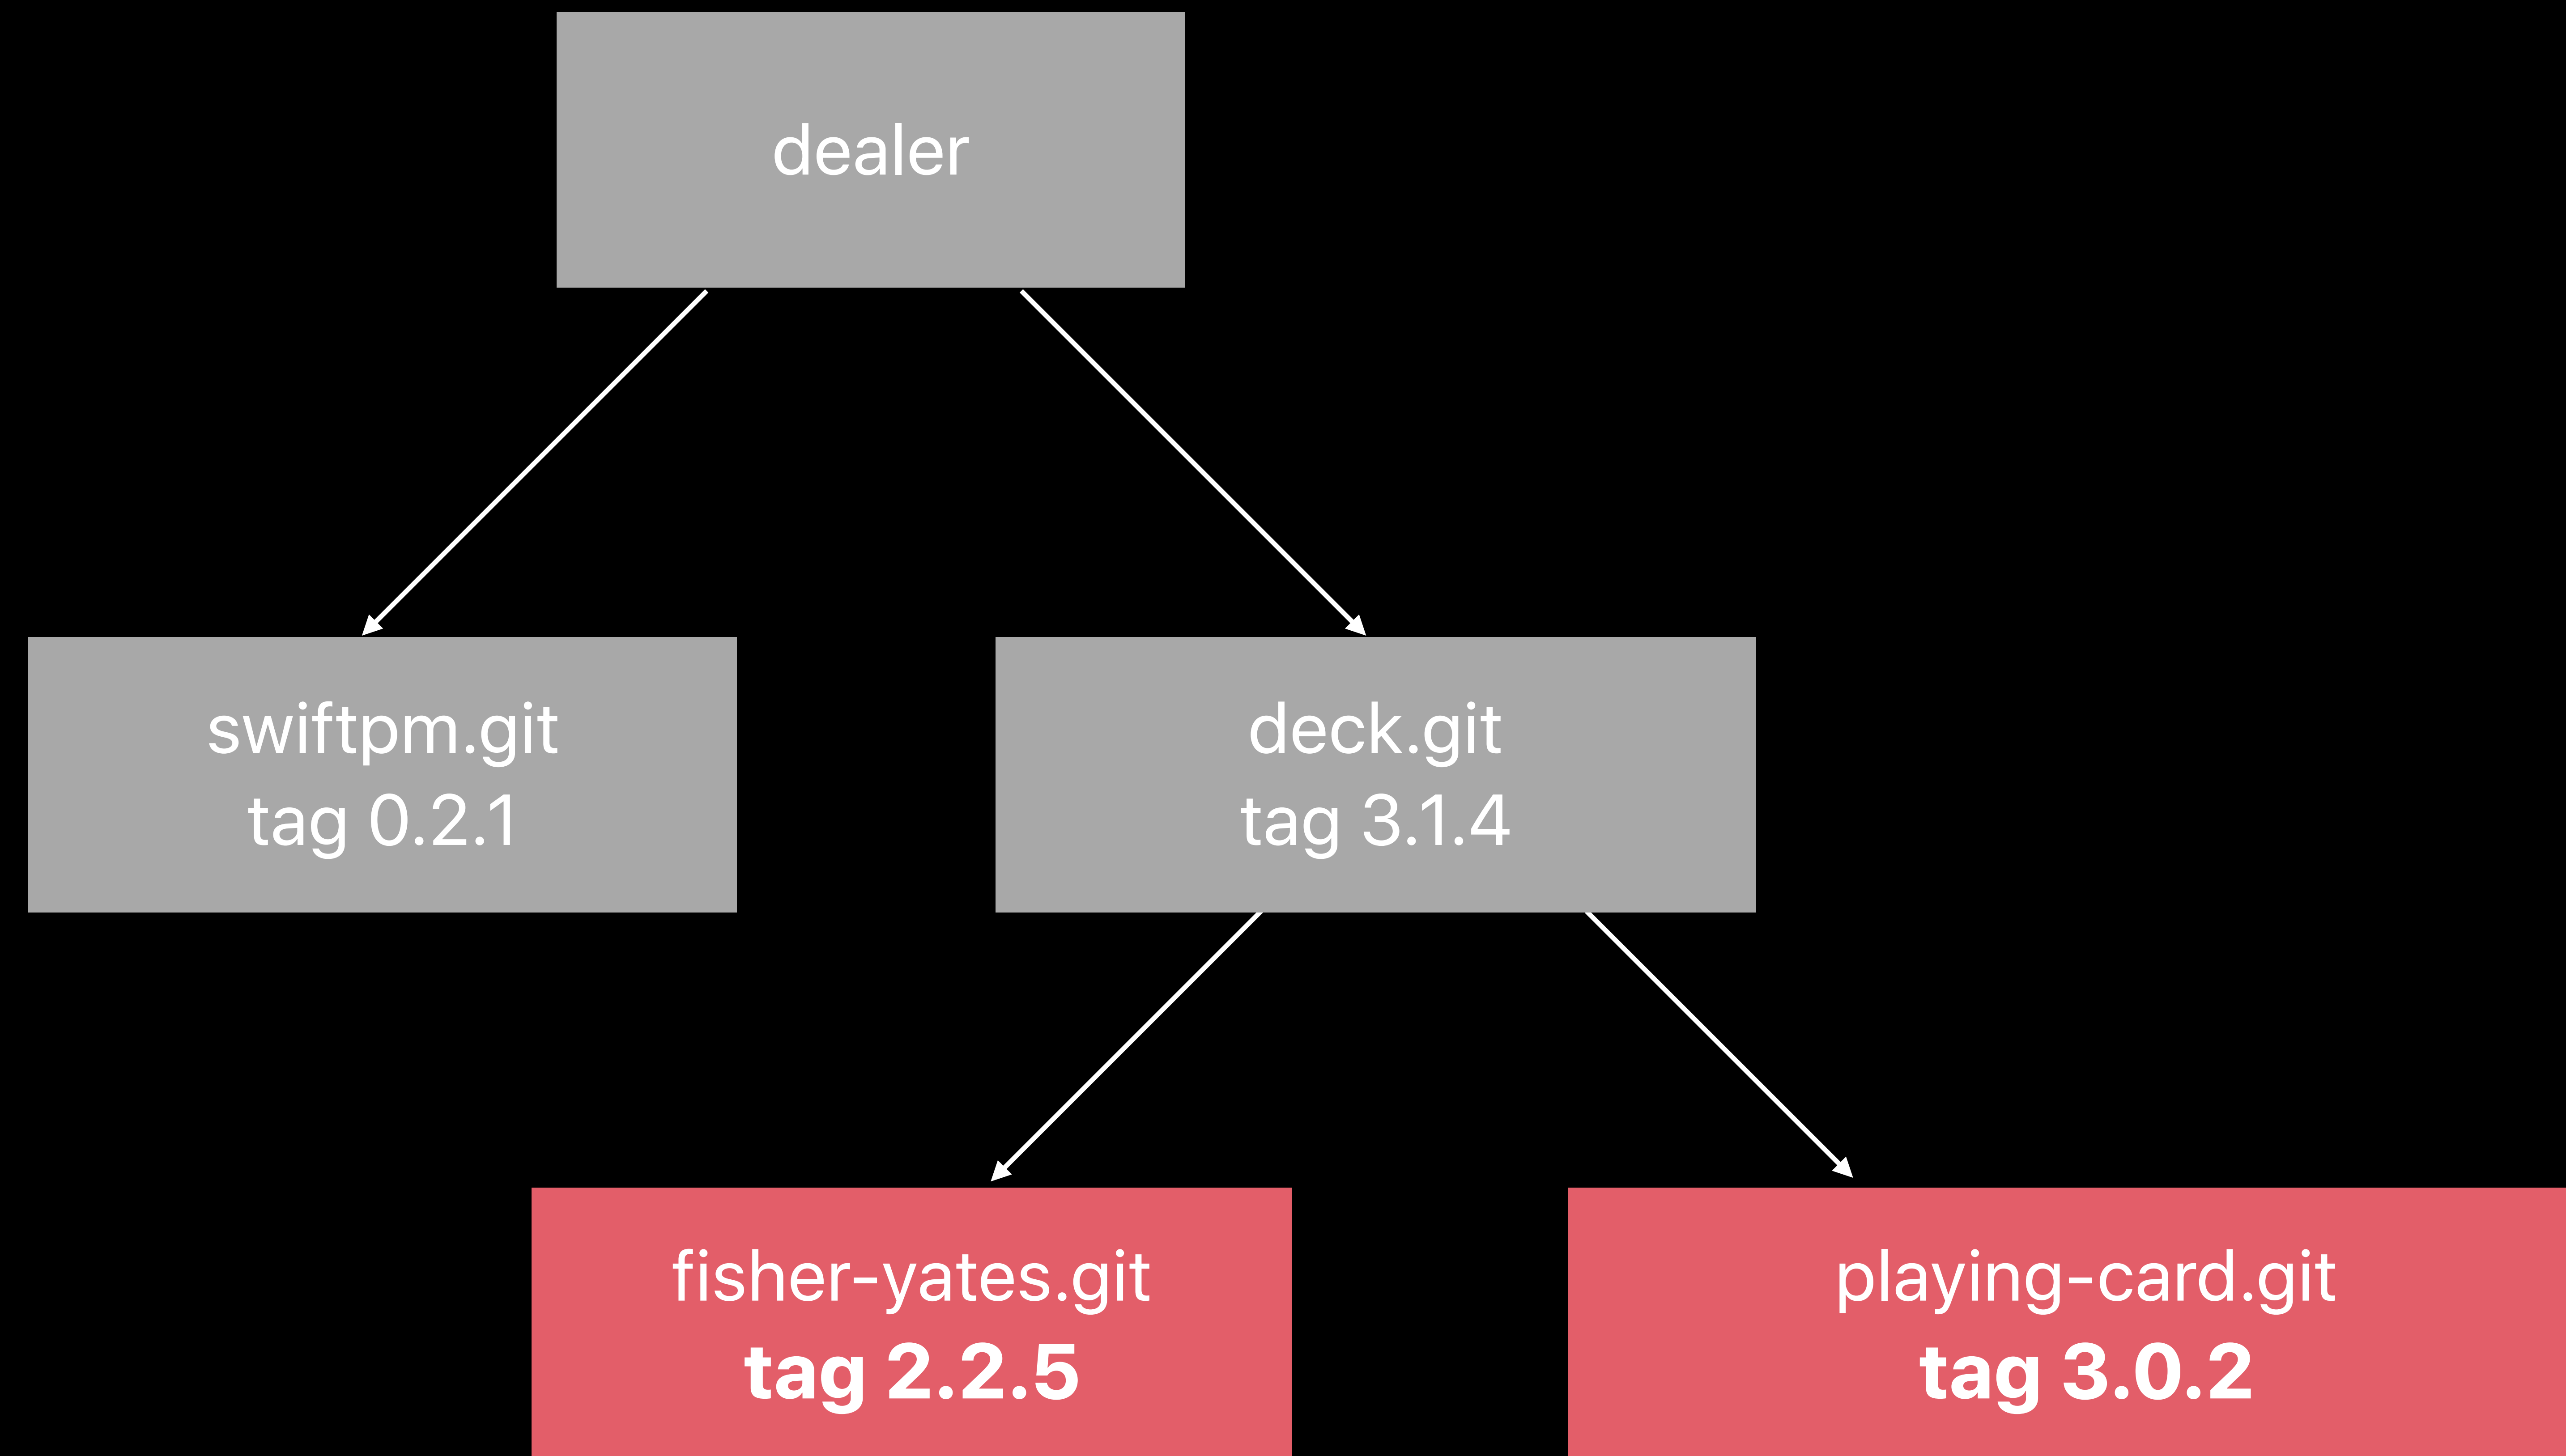 dealer
swiftpm.git
tag 0.2.1
deck.git
tag 3.1.4
fisher-yates.git
tag 2.2.5
playing-card.git
tag 3.0.2